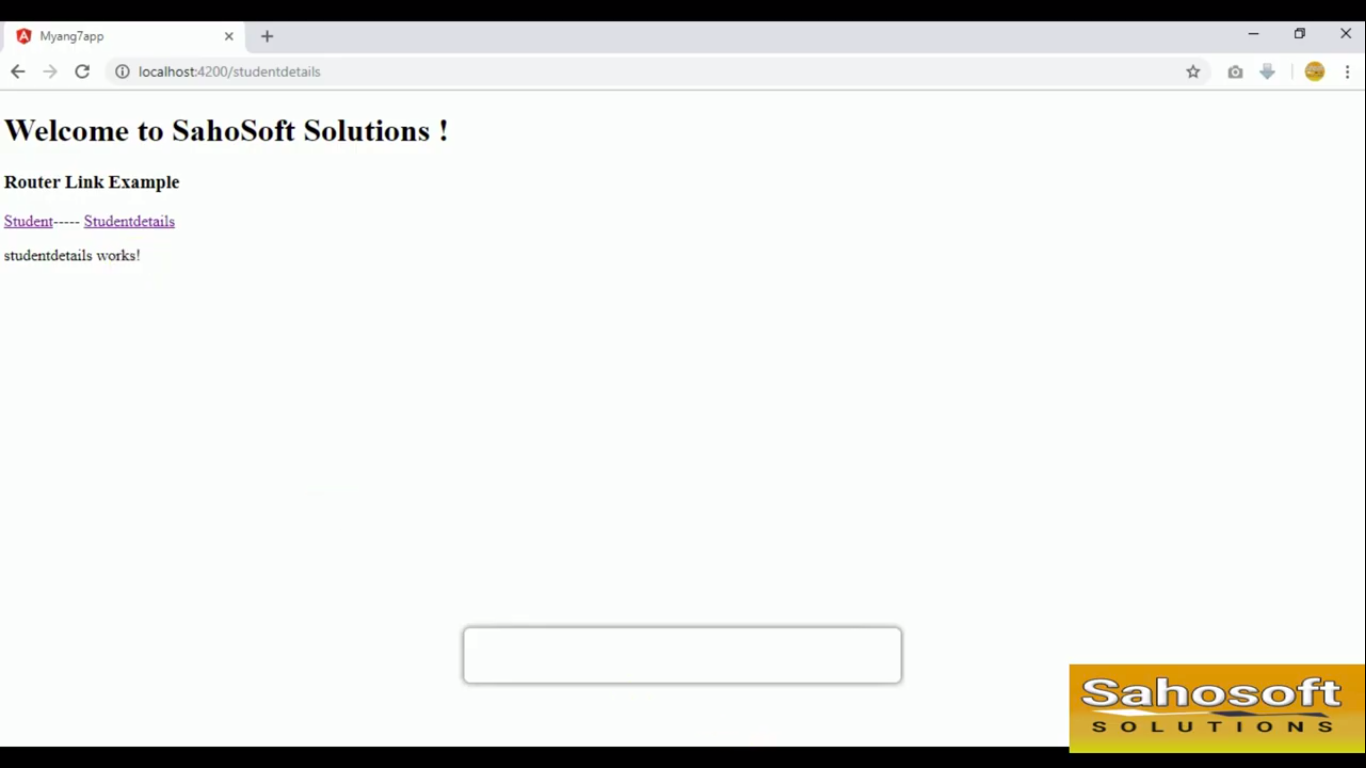 Myang7app
localhost:4200/studentdetails
Welcome to SahoSoft Solutions !
Router Link Example
Student----- Studentdetails
studentdetails works!
Sahosoft
SOLUTIONS